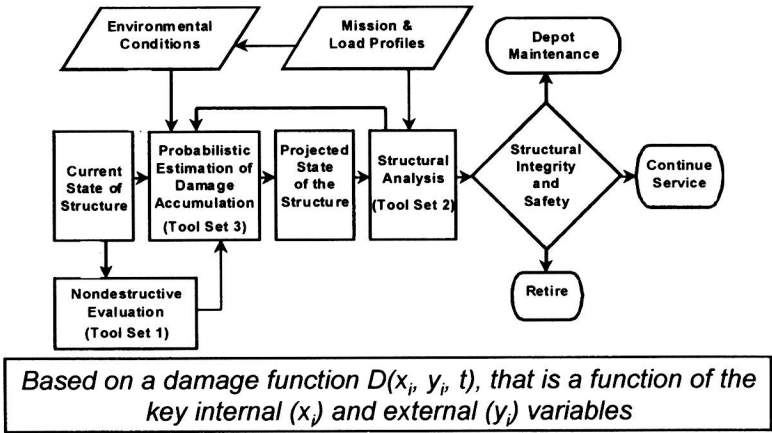 Environmental
Conditions
Mission &
Load Profiles
Depot
Maintenance
Current
State of
Structure
Probabilistic
Estimation of
Damage
Accumulation
(Tool Set 3)
Projected
State
of the
Structure
Structural
Analysis
(Tool Set 2)
Structural
Integrity
and
Safety
Continue
Service
Nondestructive
Evaluation
(Tool Set 1)
Retire
Based on a damage function D(xᵢ, yᵢ, t), that is a function of the
key internal (xᵢ) and external (yᵢ) variables